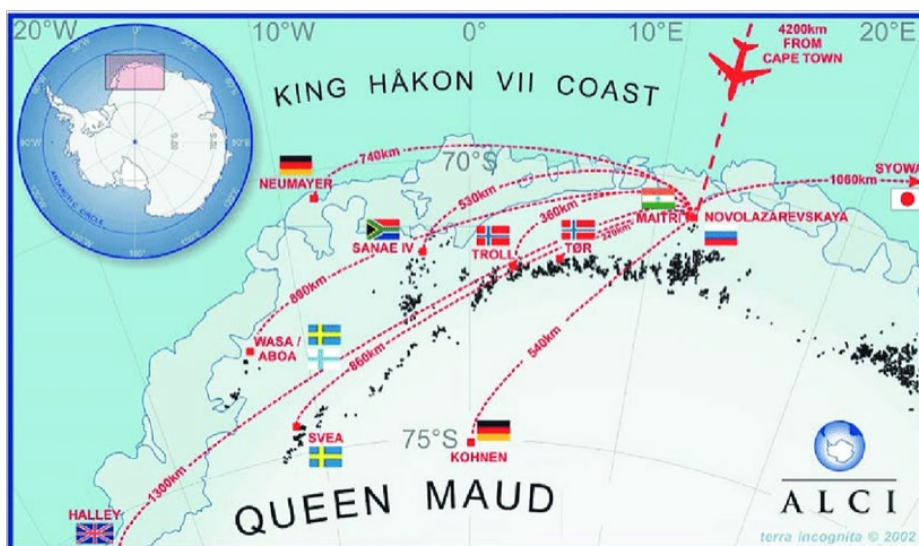 20°W
10°W
0°
10°E
20°E
4200km
FROM
CAPE TOWN
KING HÅKON VII COAST
ANTARCTIC CIRCLE
70°S
740km
NEUMAYER
530km
360km
1060km
SYOWA
MAITRI
NOVOLAZAREVSKAYA
SANAE IV
TROLL
TØR
890km
WASA /
ABOA
860km
540km
SVEA
75°S
KOHNEN
1300km
HALLEY
QUEEN MAUD
ALCI
terra incognita © 2002